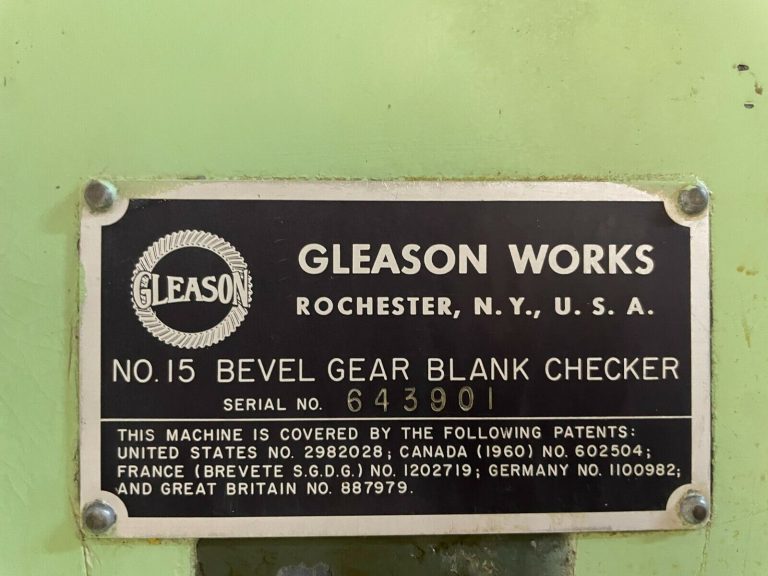 GLEASON
GLEASON WORKS
ROCHESTER, N.Y., U. S. A.
NO. 15 BEVEL GEAR BLANK CHECKER
SERIAL NO. 643901
THIS MACHINE IS COVERED BY THE FOLLOWING PATENTS:
UNITED STATES NO. 2982028; CANADA (1960) NO. 602504;
FRANCE (BREVETE S.G.D.G.) NO. 1202719; GERMANY NO. 1100982;
AND GREAT BRITAIN NO. 887979.